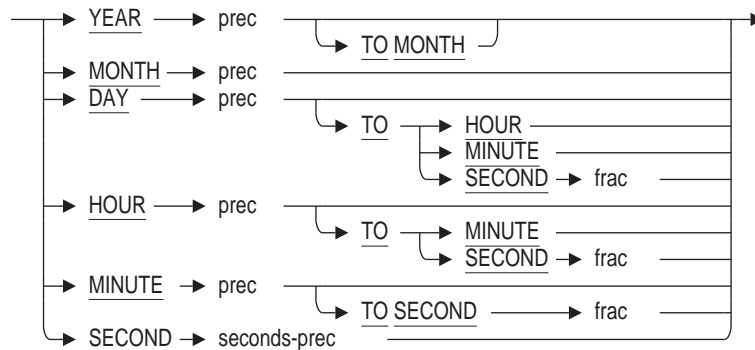 YEAR prec
TO MONTH
MONTH prec
DAY prec
TO HOUR
MINUTE
SECOND frac
HOUR prec
TO MINUTE
SECOND frac
MINUTE prec
TO SECOND frac
SECOND seconds-prec